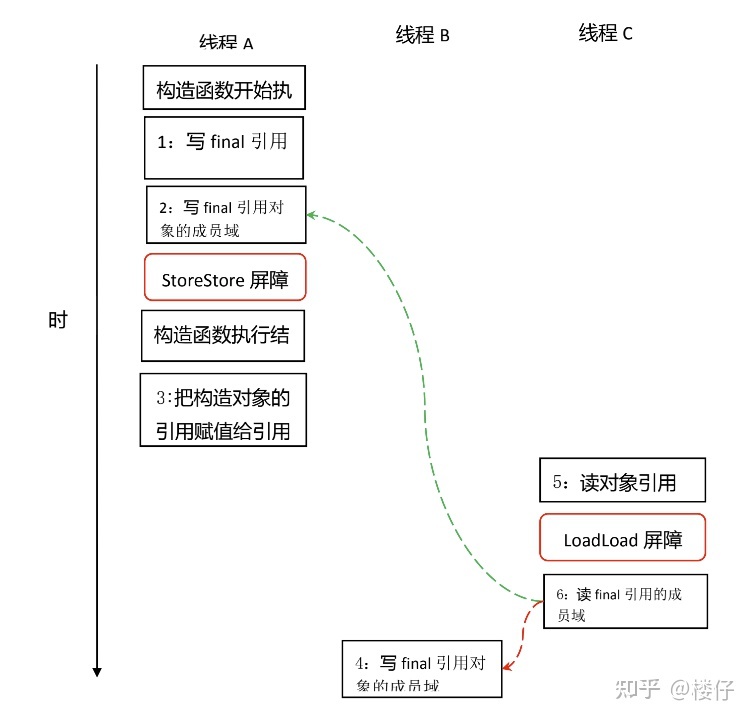 线程 A
线程 B
线程 C
构造函数开始执
1：写 final 引用
2：写 final 引用对
象的成员域
StoreStore 屏障
时
构造函数执行结
3:把构造对象的
引用赋值给引用
5：读对象引用
LoadLoad 屏障
6：读 final 引用的成
员域
4：写 final 引用对
象的成员域
知乎 @楼仔